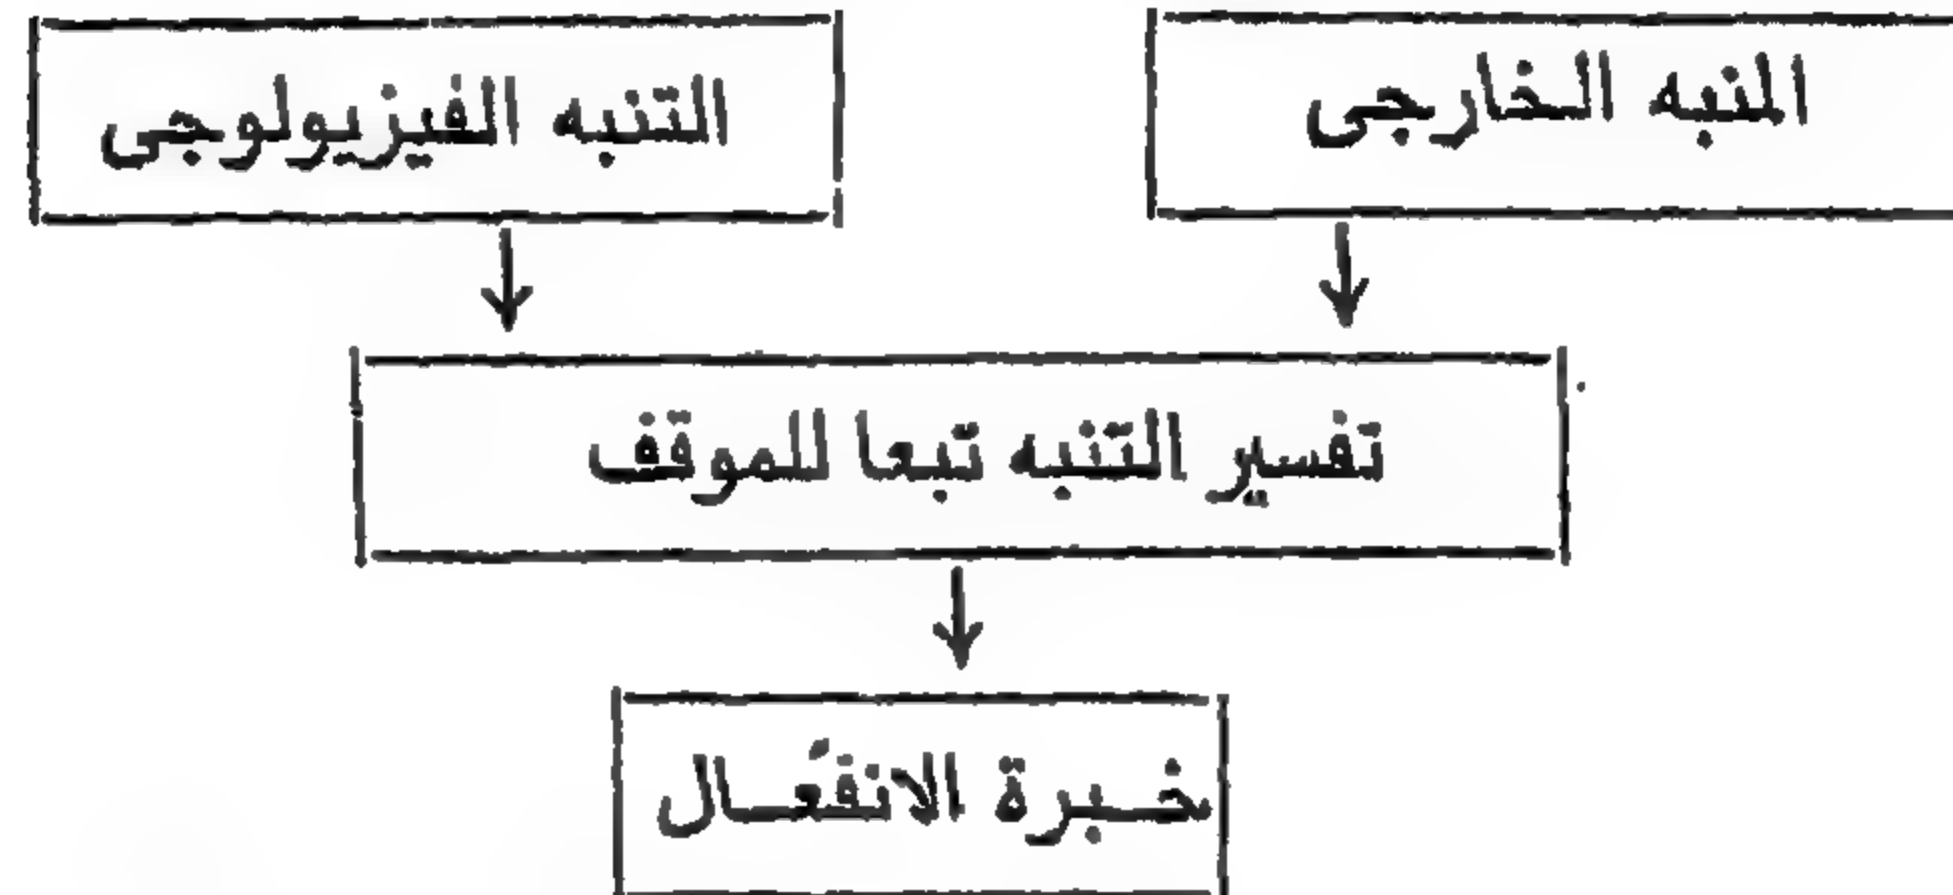 المنبه الخارجى
التنبه الفيزيولوجى
تفسير التنبه تبعا للموقف
خبرة الانفعال